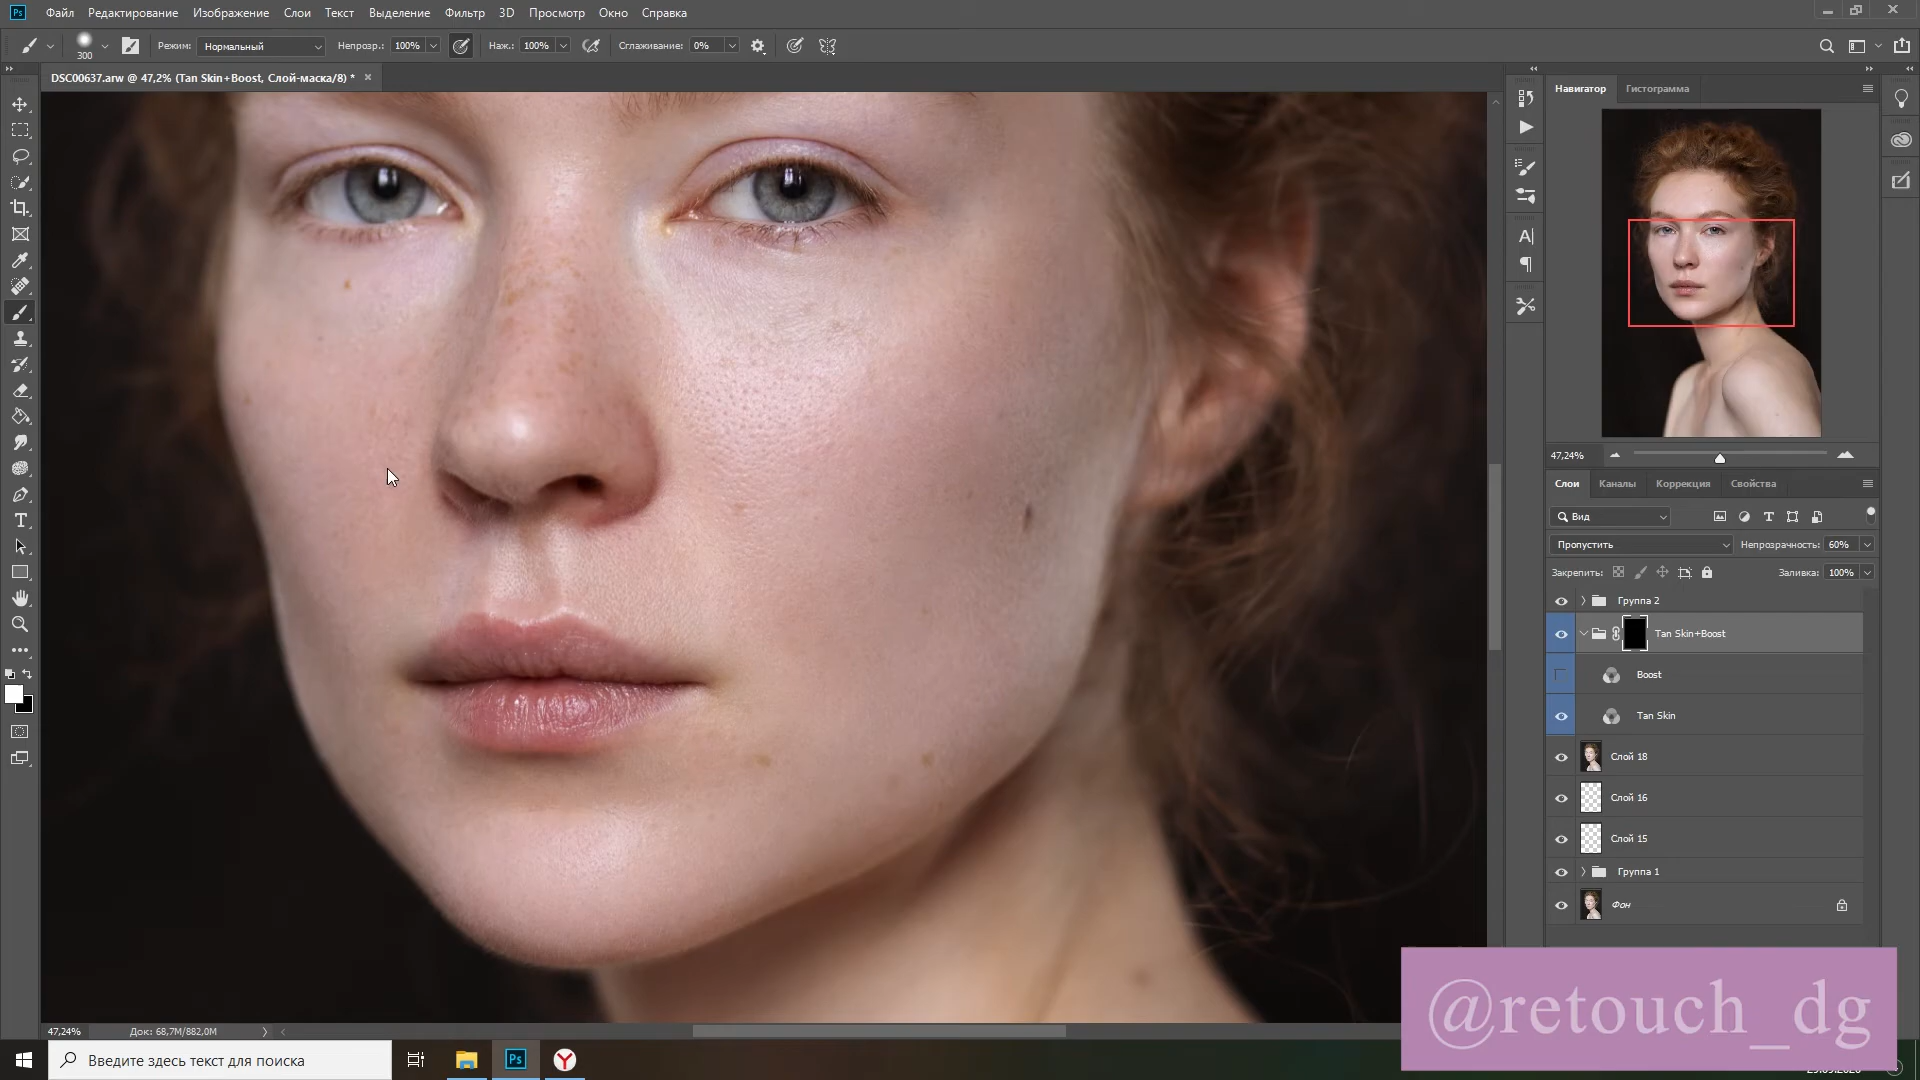 Ps Файл Редактирование Изображение Слои Текст Выделение Фильтр 3D Просмотр Окно Справка
300 Режим: Нормальный Непрозр.: 100% Наж.: 100% Сглаживание: 0%
DSC00637.arw @ 47,2% (Tan Skin+Boost, Слой-маска/8) *
Навигатор Гистограмма
47,24%
Слои Каналы Коррекция Свойства
Вид
Пропустить Непрозрачность: 60%
Закрепить: Заливка: 100%
Группа 2
Tan Skin+Boost
Boost
Tan Skin
Слой 18
Слой 16
Слой 15
Группа 1
Фон
@retouch_dg
47,24% Док: 68,7M/882,0M
Введите здесь текст для поиска
Ps